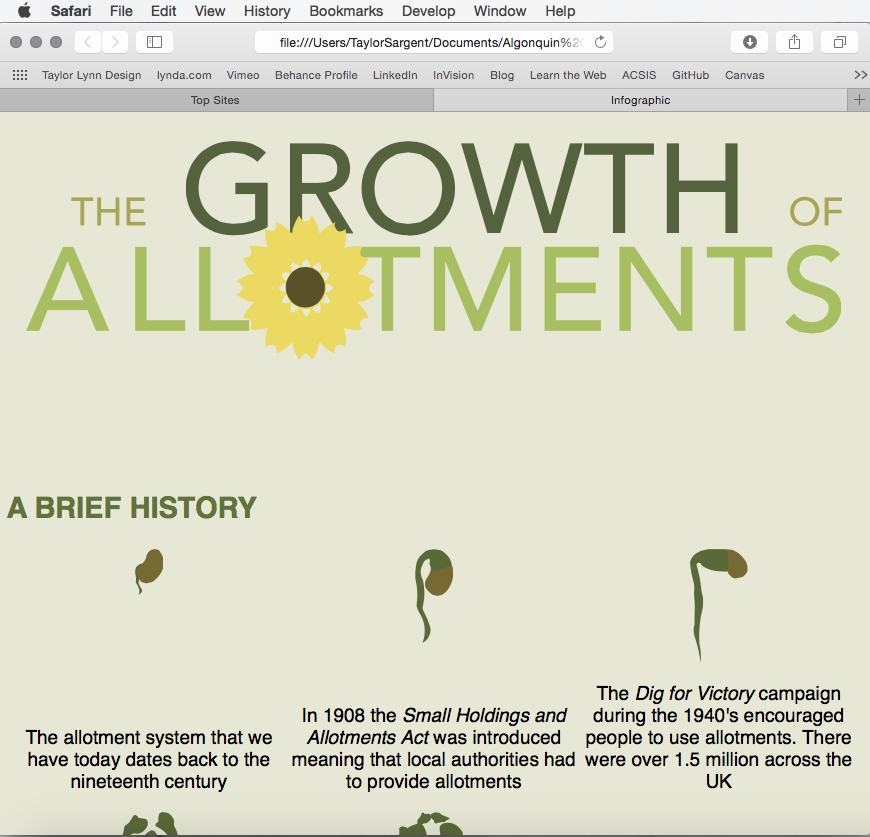 Safari File Edit View History Bookmarks Develop Window Help
file:///Users/TaylorSargent/Documents/Algonquin%20
Taylor Lynn Design lynda.com Vimeo Behance Profile LinkedIn InVision Blog Learn the Web ACSIS GitHub Canvas >>
Top Sites Infographic +
THE GROWTH OF
ALLOTMENTS
A BRIEF HISTORY
The allotment system that we
have today dates back to the
nineteenth century
In 1908 the Small Holdings and
Allotments Act was introduced
meaning that local authorities had
to provide allotments
The Dig for Victory campaign
during the 1940's encouraged
people to use allotments. There
were over 1.5 million across the
UK